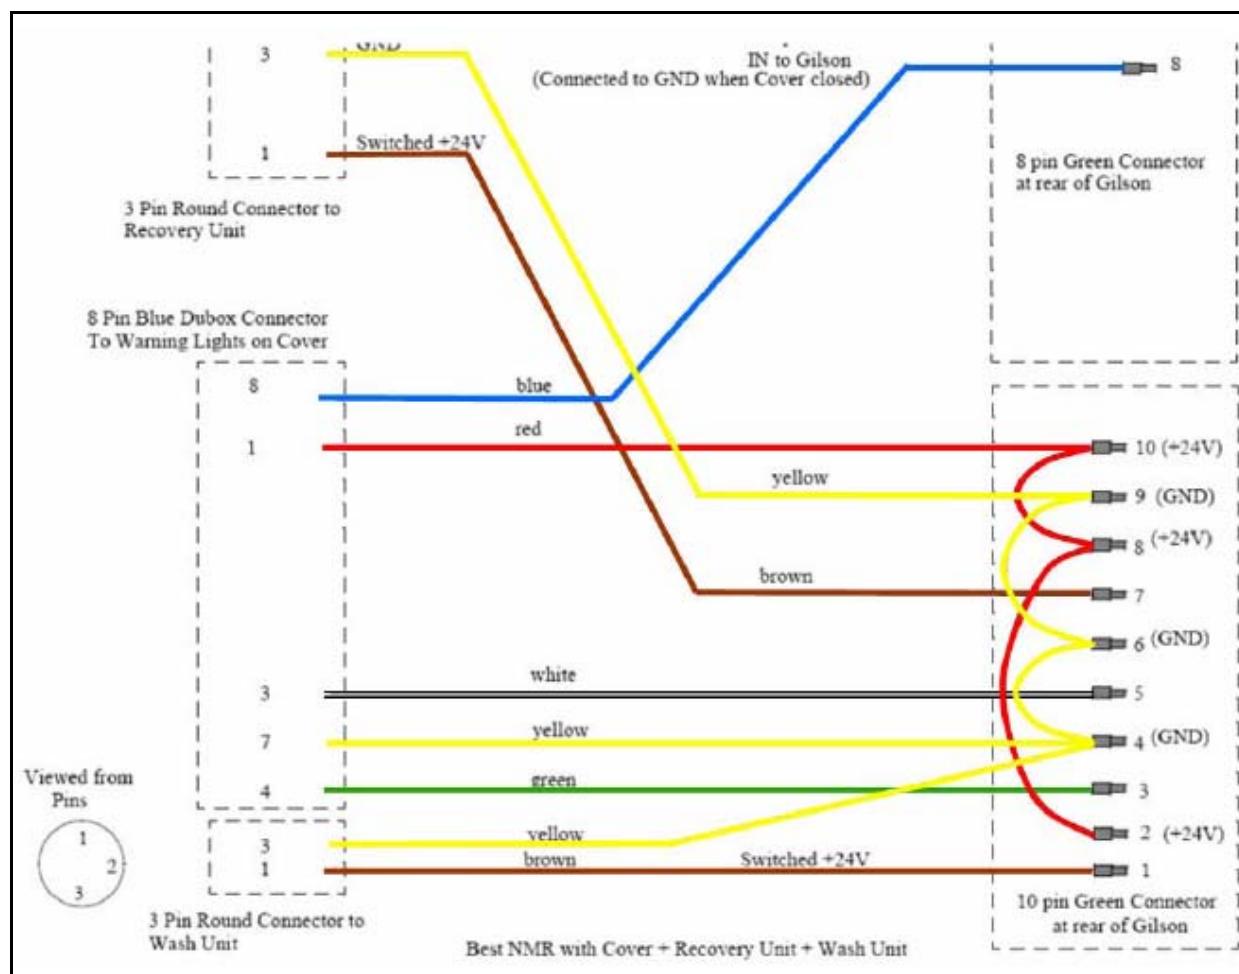 3
GND
1
Switched +24V
3 Pin Round Connector to
Recovery Unit
IN to Gilson
(Connected to GND when Cover closed)
8
8 pin Green Connector
at rear of Gilson
8 Pin Blue Dubox Connector
To Warning Lights on Cover
8
blue
1
red
10 (+24V)
yellow
9 (GND)
8 (+24V)
brown
7
6 (GND)
3
white
5
7
yellow
4 (GND)
4
green
3
3
yellow
2 (+24V)
1
brown
Switched +24V
1
Viewed from
Pins
1
2
3
3 Pin Round Connector to
Wash Unit
10 pin Green Connector
at rear of Gilson
Best NMR with Cover + Recovery Unit + Wash Unit